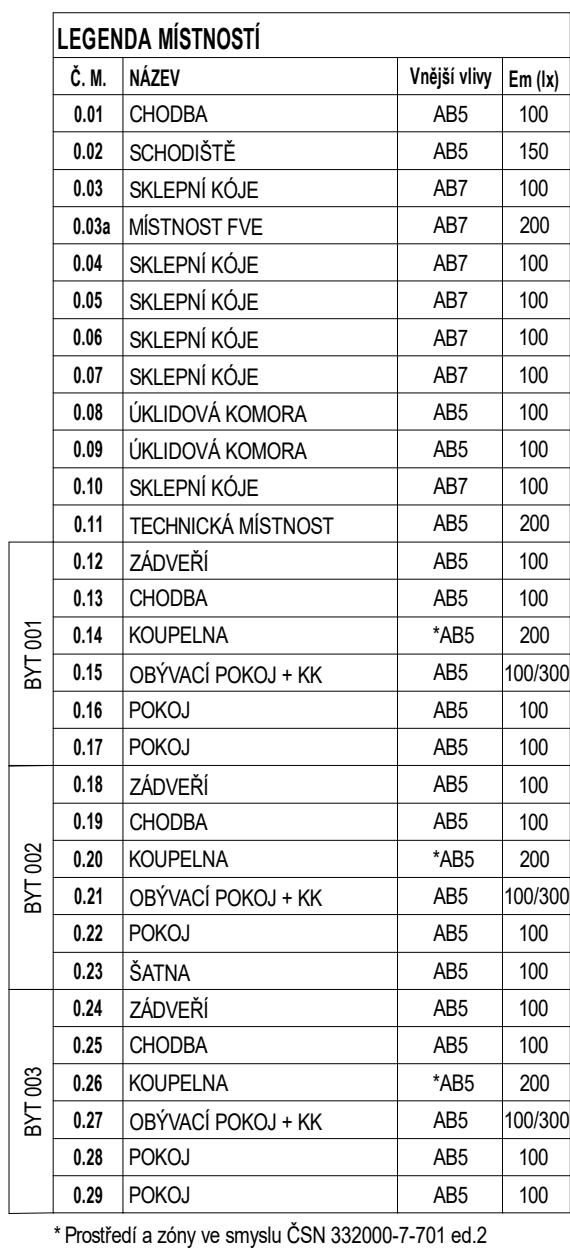 LEGENDA MÍSTNOSTÍ
Č. M. NÁZEV Vnější vlivy Em (lx)
0.01 CHODBA AB5 100
0.02 SCHODIŠTĚ AB5 150
0.03 SKLEPNÍ KÓJE AB7 100
0.03a MÍSTNOST FVE AB7 200
0.04 SKLEPNÍ KÓJE AB7 100
0.05 SKLEPNÍ KÓJE AB7 100
0.06 SKLEPNÍ KÓJE AB7 100
0.07 SKLEPNÍ KÓJE AB7 100
0.08 ÚKLIDOVÁ KOMORA AB5 100
0.09 ÚKLIDOVÁ KOMORA AB5 100
0.10 SKLEPNÍ KÓJE AB7 100
0.11 TECHNICKÁ MÍSTNOST AB5 200
BYT 001
0.12 ZÁDVEŘÍ AB5 100
0.13 CHODBA AB5 100
0.14 KOUPELNA *AB5 200
0.15 OBÝVACÍ POKOJ + KK AB5 100/300
0.16 POKOJ AB5 100
0.17 POKOJ AB5 100
BYT 002
0.18 ZÁDVEŘÍ AB5 100
0.19 CHODBA AB5 100
0.20 KOUPELNA *AB5 200
0.21 OBÝVACÍ POKOJ + KK AB5 100/300
0.22 POKOJ AB5 100
0.23 ŠATNA AB5 100
BYT 003
0.24 ZÁDVEŘÍ AB5 100
0.25 CHODBA AB5 100
0.26 KOUPELNA *AB5 200
0.27 OBÝVACÍ POKOJ + KK AB5 100/300
0.28 POKOJ AB5 100
0.29 POKOJ AB5 100
* Prostředí a zóny ve smyslu ČSN 332000-7-701 ed.2